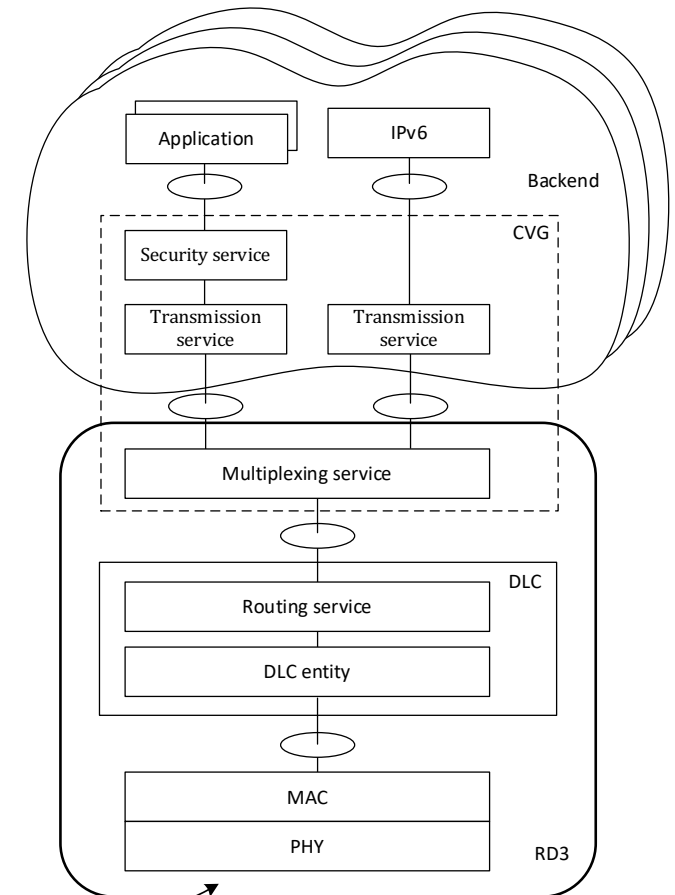 Application
IPv6
Backend
CVG
Security service
Transmission
service
Transmission
service
Multiplexing service
DLC
Routing service
DLC entity
MAC
PHY
RD3